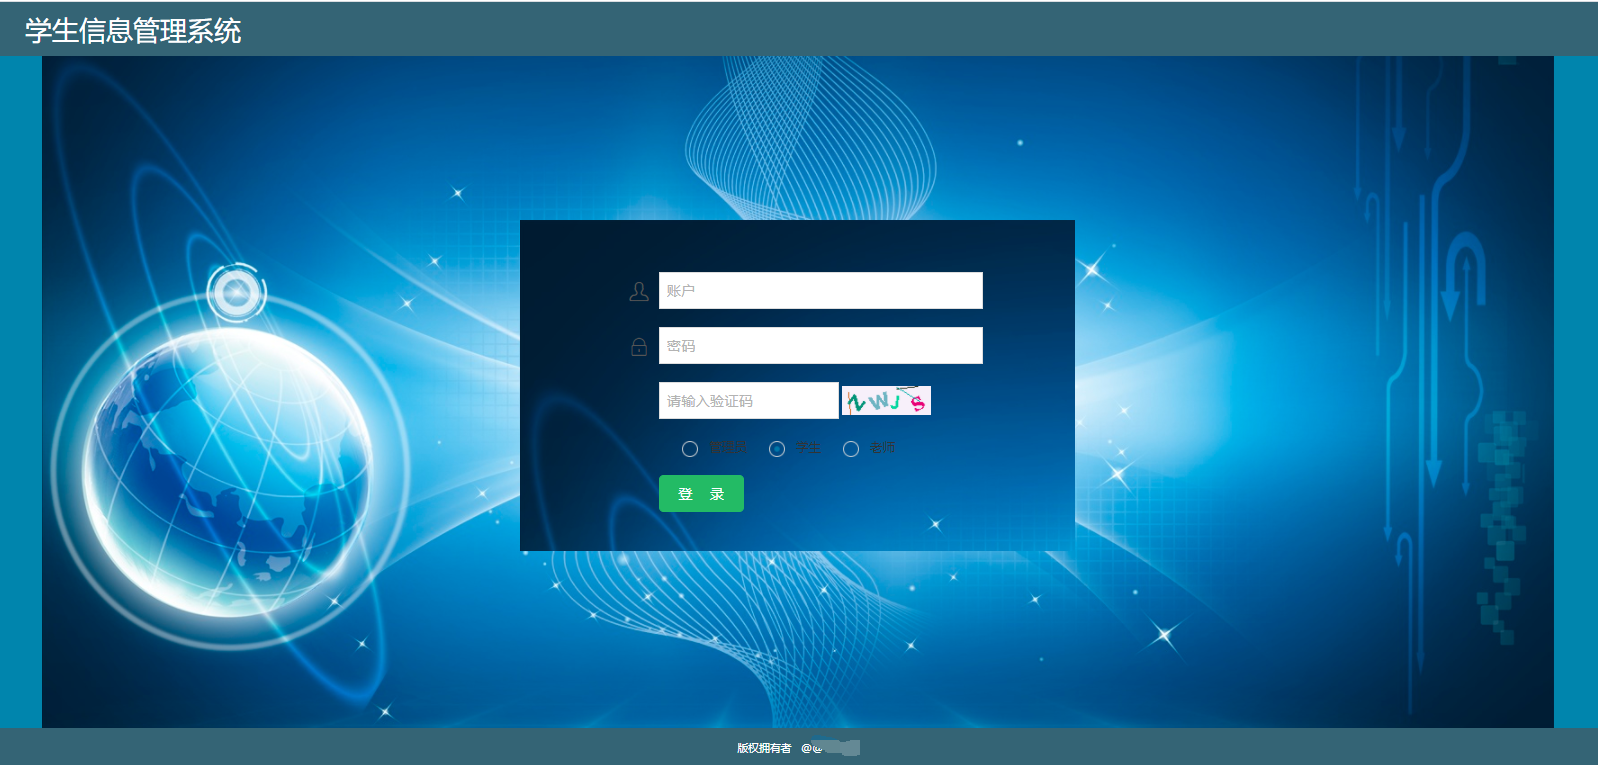 学生信息管理系统
账户
密码
请输入验证码 NWJS
管理员 学生 老师
登 录
版权拥有者 @@